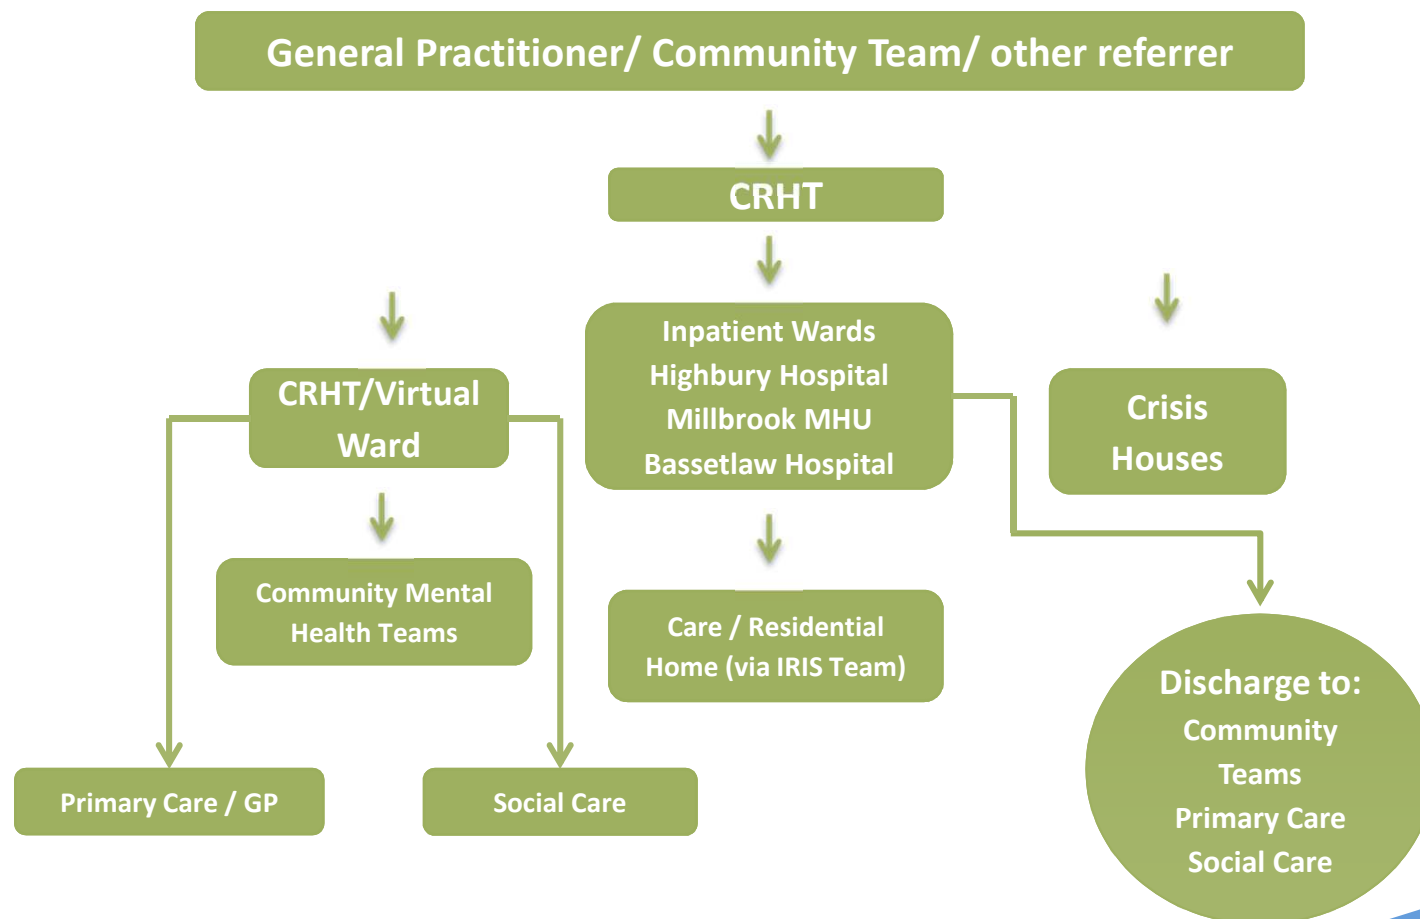 General Practitioner/ Community Team/ other referrer
CRHT
Inpatient Wards
Highbury Hospital
Millbrook MHU
Bassetlaw Hospital
CRHT/Virtual
Ward
Crisis
Houses
Community Mental
Health Teams
Care / Residential
Home (via IRIS Team)
Discharge to:
Community
Teams
Primary Care
Social Care
Primary Care / GP
Social Care